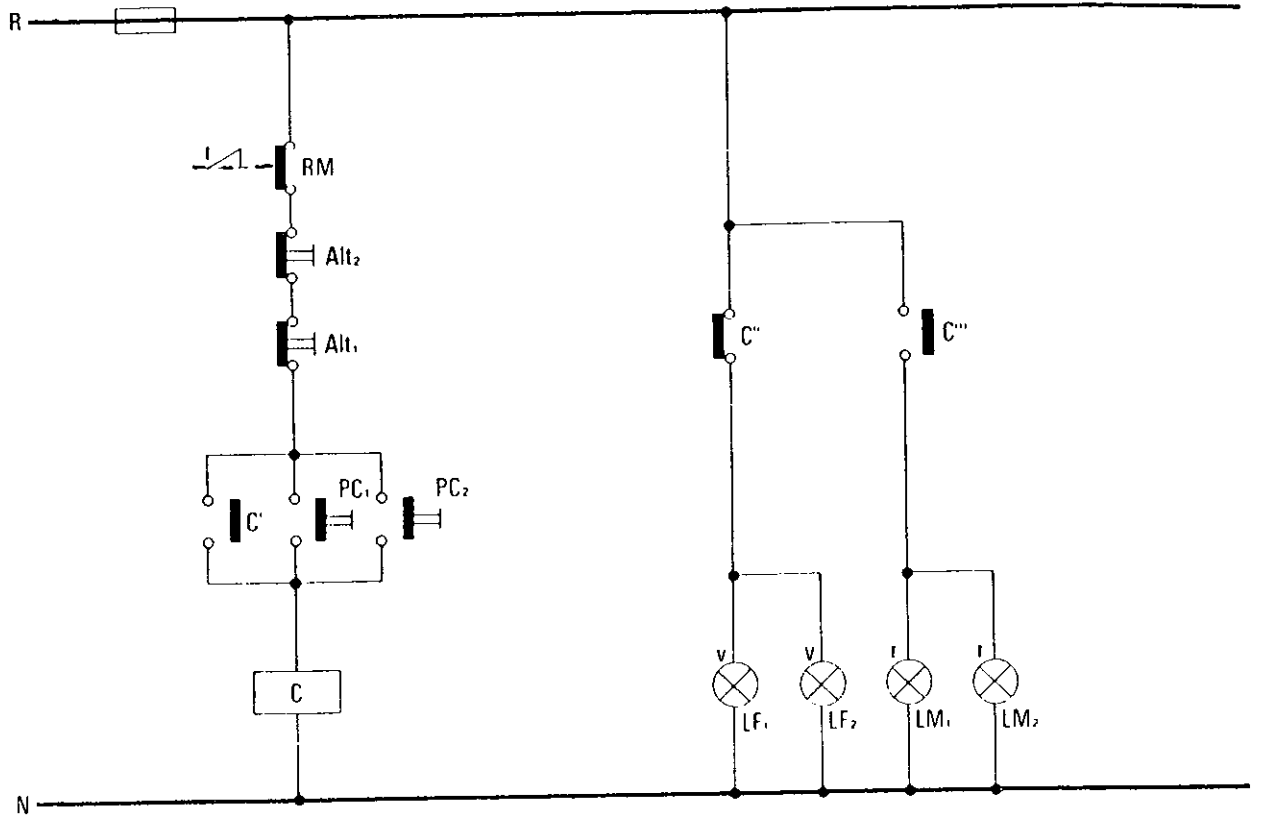 R
I
RM
Alt₂
Alt₁
C'
PC₁
PC₂
C
C"
C'''
v
LF₁
v
LF₂
r
LM₁
r
LM₂
N